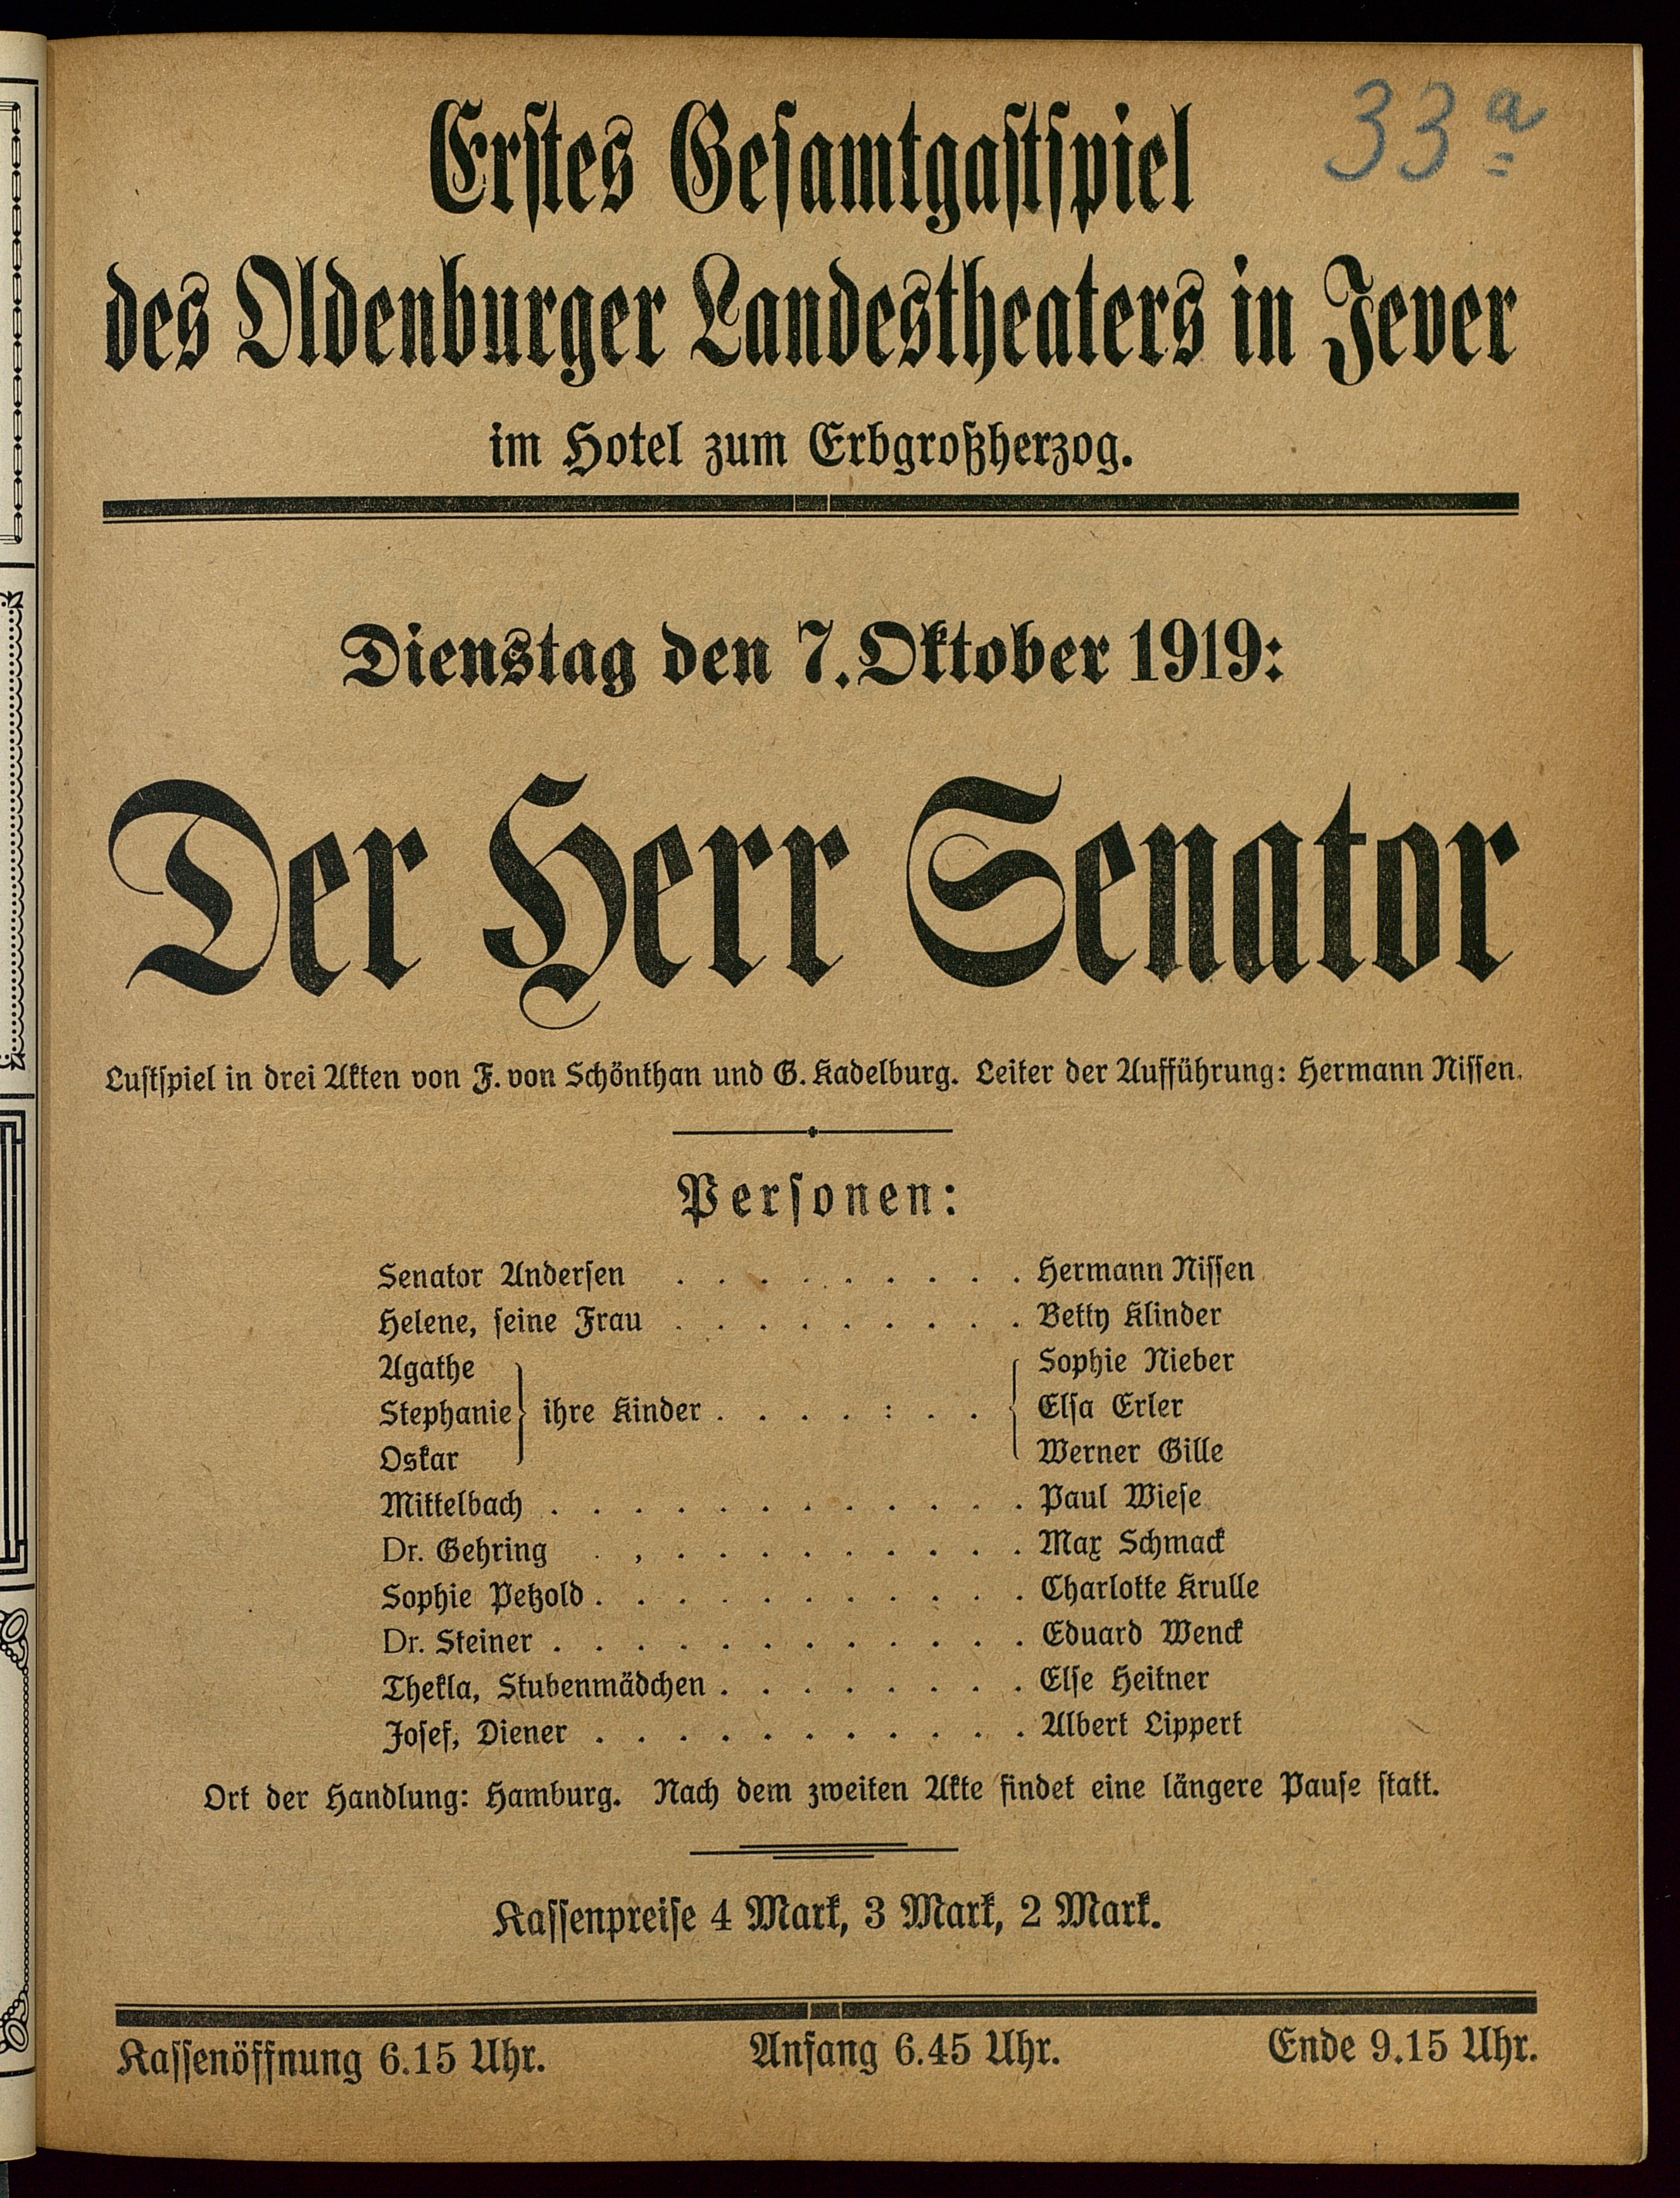 33 a
Erstes Gesamtgastspiel
des Oldenburger Landestheaters in Jever
im Hotel zum Erbgroßherzog.
Dienstag den 7. Oktober 1919:
Der Herr Senator
Lustspiel in drei Akten von F. von Schönthan und G. Kadelburg. Leiter der Aufführung: Hermann Nissen.
Personen:
Senator Andersen . . . . . . . . . Hermann Nissen
Helene, seine Frau . . . . . . . . . Betty Klinder
Agathe Sophie Nieber
Stephanie } ihre Kinder . . . . : . . { Elsa Erler
Oskar Werner Gille
Mittelbach . . . . . . . . . . . . Paul Wiese
Dr. Gehring . , . . . . . . . . . Max Schmack
Sophie Petzold . . . . . . . . . . . Charlotte Krulle
Dr. Steiner . . . . . . . . . . . . Eduard Wenck
Thekla, Stubenmädchen . . . . . . . . Else Heitner
Josef, Diener . . . . . . . . . . . Albert Lippert
Ort der Handlung: Hamburg. Nach dem zweiten Akte findet eine längere Pause statt.
Kassenpreise 4 Mark, 3 Mark, 2 Mark.
Kassenöffnung 6.15 Uhr. Anfang 6.45 Uhr. Ende 9.15 Uhr.